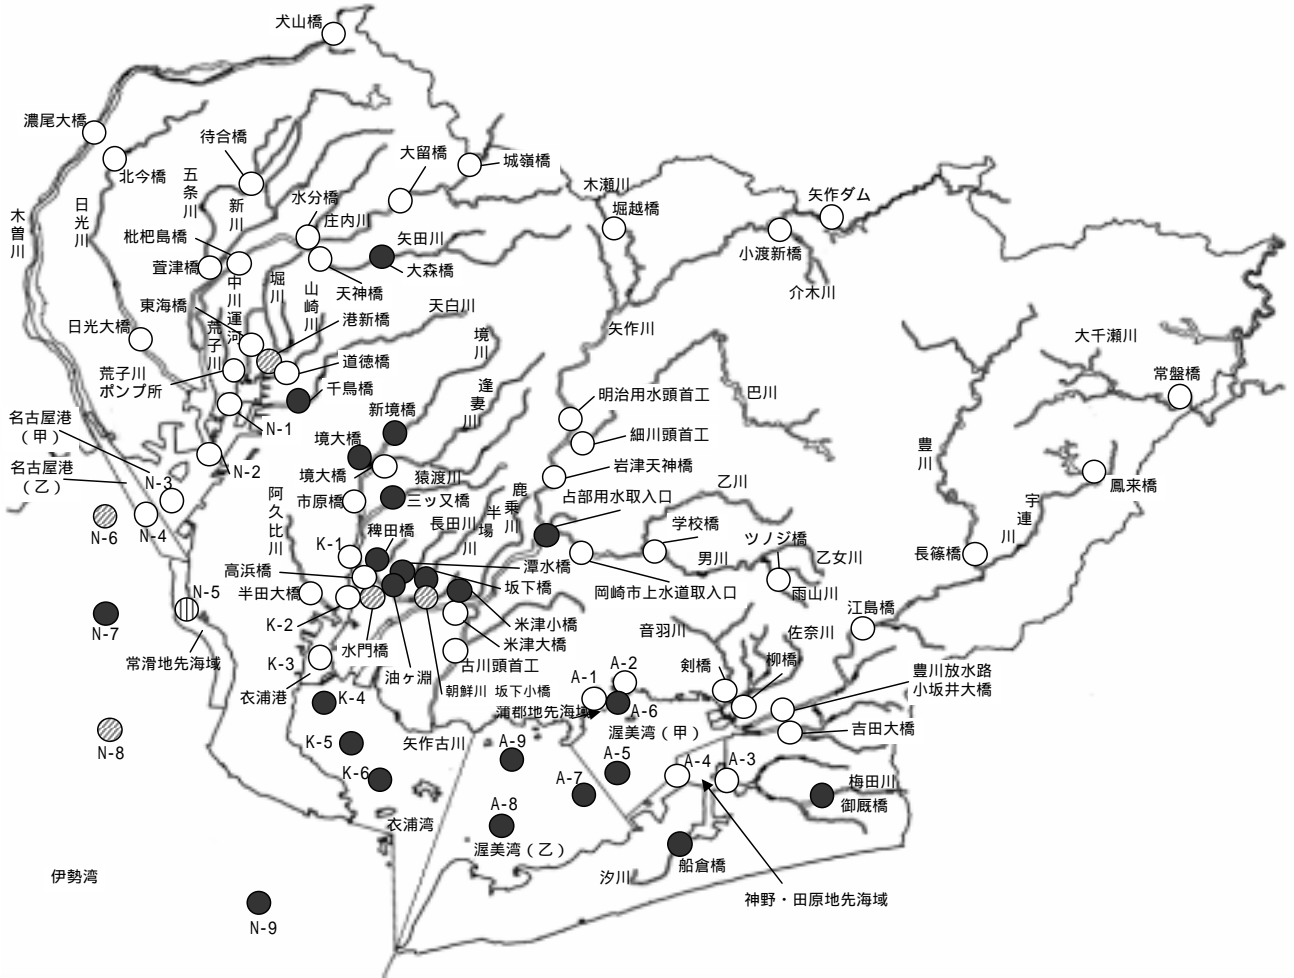 犬山橋
濃尾大橋
北今橋
待合橋
大留橋
城嶺橋
五条川
新川
水分橋
庄内川
日光川
木曽川
枇杷島橋
萱津橋
矢田川
大森橋
天神橋
木瀬川
堀越橋
矢作ダム
小渡新橋
介木川
中川運河
堀川
山崎川
東海橋
港新橋
荒子川
天白川
日光大橋
道徳橋
荒子川
ポンプ所
千鳥橋
境川
逢妻川
矢作川
大千瀬川
常盤橋
名古屋港
（甲）
N-1
新境橋
明治用水頭首工
巴川
細川頭首工
名古屋港
（乙）
N-2
N-3
境大橋
境大橋
猿渡川
岩津天神橋
豊川
鳳来橋
宇連川
N-6
N-4
阿久比川
市原橋
三ッ又橋
長田川
半場川
鹿乗川
占部用水取入口
乙川
学校橋
ツノジ橋
乙女川
男川
長篠橋
K-1
稗田橋
高浜橋
潭水橋
坂下橋
岡崎市上水道取入口
雨山川
江島橋
半田大橋
N-5
N-7
K-2
米津小橋
米津大橋
音羽川
佐奈川
常滑地先海域
K-3
水門橋
油ヶ淵
古川頭首工
朝鮮川 坂下小橋
剣橋
柳橋
豊川放水路
小坂井大橋
衣浦港
K-4
A-1
A-2
A-6
蒲郡地先海域
渥美湾（甲）
吉田大橋
N-8
K-5
矢作古川
A-9
A-5
A-4
A-3
K-6
A-7
梅田川
御厩橋
A-8
衣浦湾
渥美湾（乙）
船倉橋
汐川
神野・田原地先海域
伊勢湾
N-9